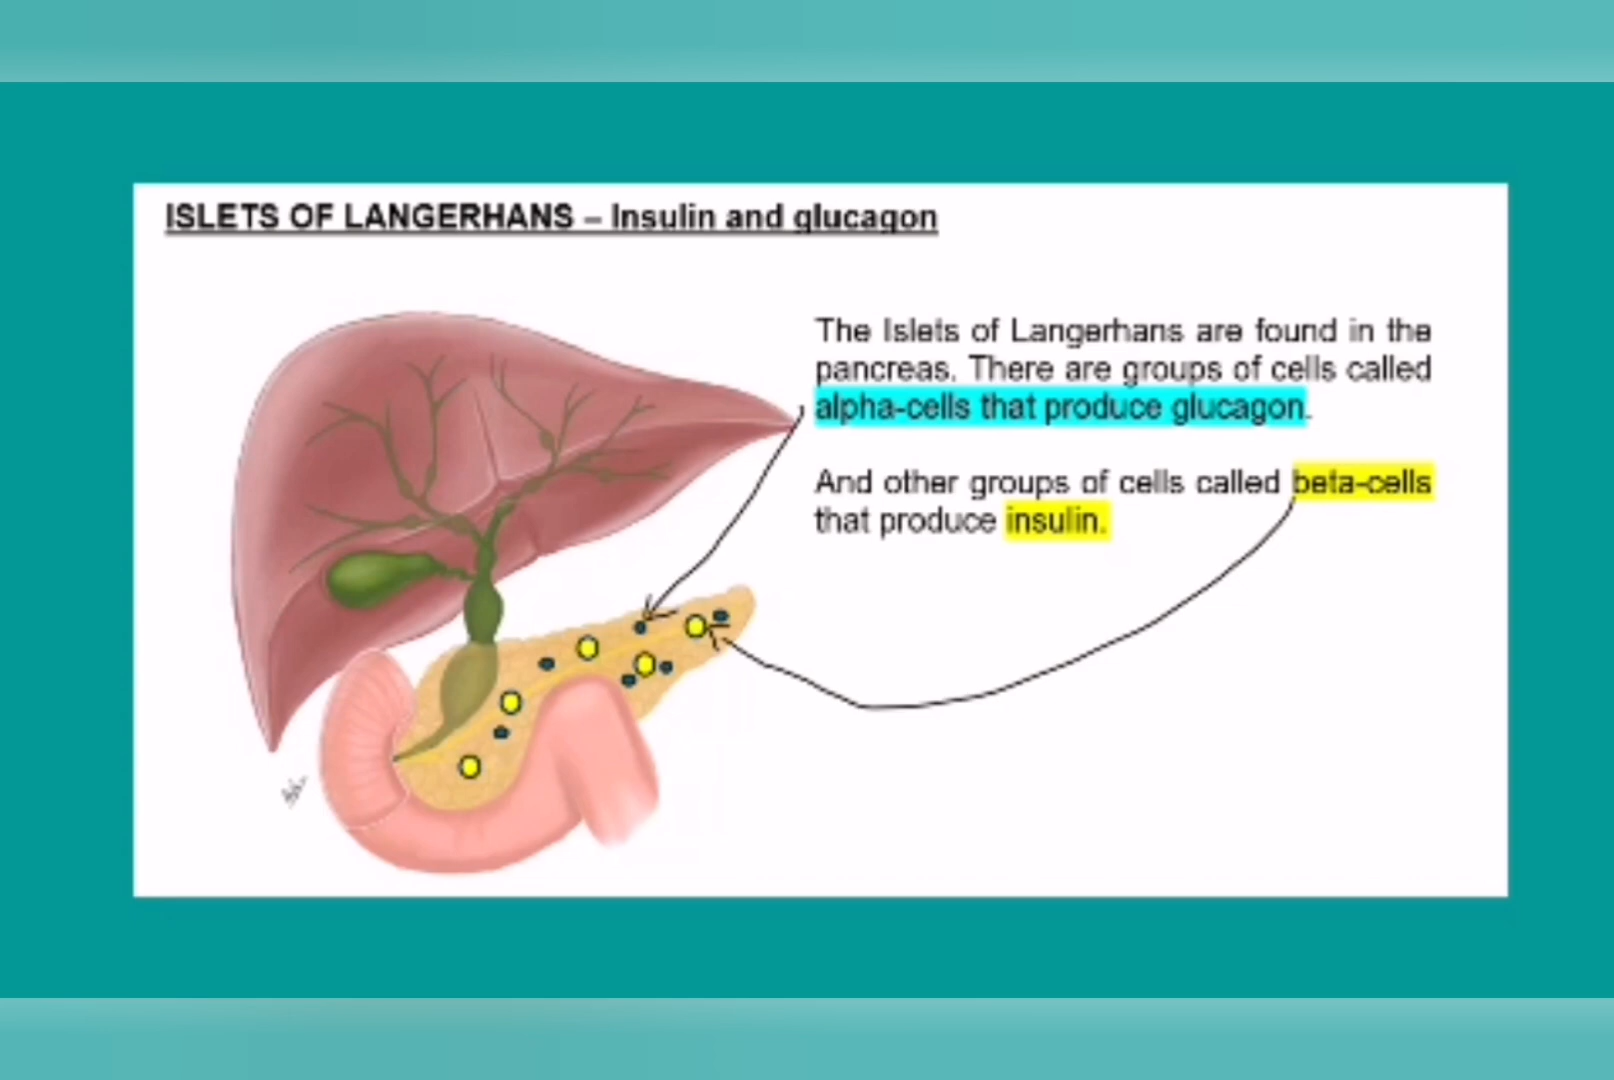 ISLETS OF LANGERHANS – Insulin and glucagon
The Islets of Langerhans are found in the
pancreas. There are groups of cells called
alpha-cells that produce glucagon.
And other groups of cells called beta-cells
that produce insulin.